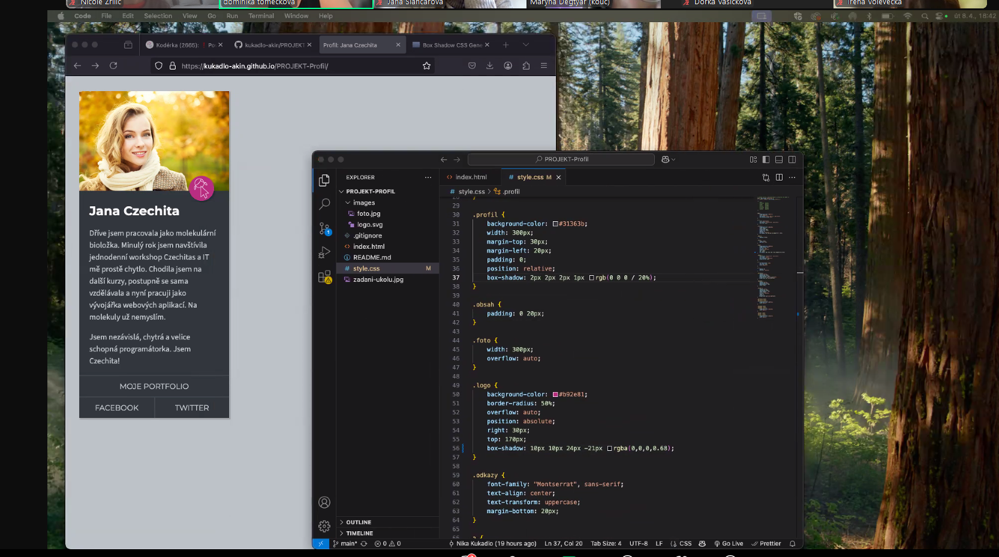 Nicole Zrilić
dominika tomečková
Jana Slancarova
Maryna Degtyar (kouč)
Dorka Vasickova
Irena Volevecka
Code File Edit Selection View Go Run Terminal Window Help
út 8.4., 18:42
Kodérka (2665): Po
kukadlo-akin/PROJEKT
Profil: Jana Czechita
Box Shadow CSS Gene
https://kukadlo-akin.github.io/PROJEKT-Profil/
Jana Czechita
Dříve jsem pracovala jako molekulární
bioložka. Minulý rok jsem navštívila
jednodenní workshop Czechitas a IT
mě prostě chytlo. Chodila jsem na
další kurzy, postupně se sama
vzdělávala a nyní pracuji jako
vývojářka webových aplikací. Na
molekuly už nemyslím.
Jsem nezávislá, chytrá a velice
schopná programátorka. Jsem
Czechita!
MOJE PORTFOLIO
FACEBOOK
TWITTER
PROJEKT-Profil
EXPLORER
PROJEKT-PROFIL
images
foto.jpg
logo.svg
.gitignore
index.html
README.md
style.css M
zadani-ukolu.jpg
OUTLINE
TIMELINE
1
index.html
style.css M
style.css > .profil
29
30 .profil {
31 background-color: #31363b;
32 width: 300px;
33 margin-top: 30px;
34 margin-left: 20px;
35 padding: 0;
36 position: relative;
37 box-shadow: 2px 2px 2px 1px rgb(0 0 0 / 20%);
38 }
39
40 .obsah {
41 padding: 0 20px;
42 }
43
44 .foto {
45 width: 300px;
46 overflow: auto;
47 }
48
49 .logo {
50 background-color: #b92e81;
51 border-radius: 50%;
52 overflow: auto;
53 position: absolute;
54 right: 30px;
55 top: 170px;
56 box-shadow: 10px 10px 24px -21px rgba(0,0,0,0.68);
57 }
58
59 .odkazy {
60 font-family: "Montserrat", sans-serif;
61 text-align: center;
62 text-transform: uppercase;
63 margin-bottom: 20px;
64 }
65
main* 0 0
Nika Kukadlo (19 hours ago) Ln 37, Col 20 Tab Size: 4 UTF-8 LF CSS Go Live Prettier